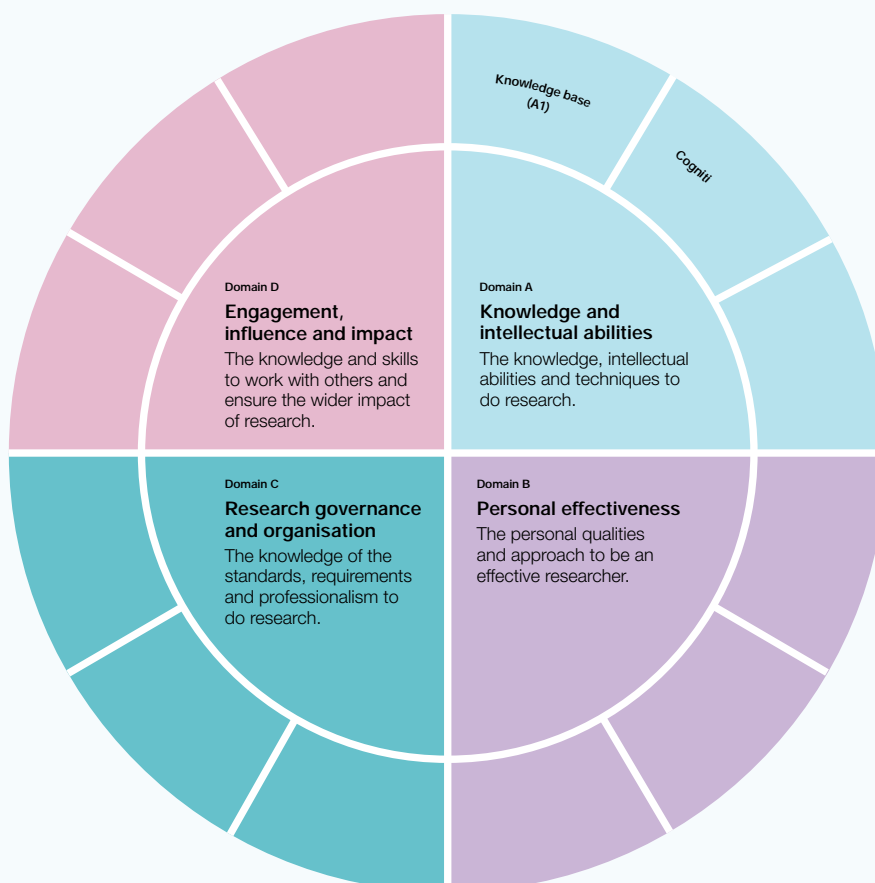 Knowledge base
(A1)
Cogniti
Domain D
Engagement,
influence and impact
The knowledge and skills
to work with others and
ensure the wider impact
of research.
Domain A
Knowledge and
intellectual abilities
The knowledge, intellectual
abilities and techniques to
do research.
Domain C
Research governance
and organisation
The knowledge of the
standards, requirements
and professionalism to
do research.
Domain B
Personal effectiveness
The personal qualities
and approach to be an
effective researcher.